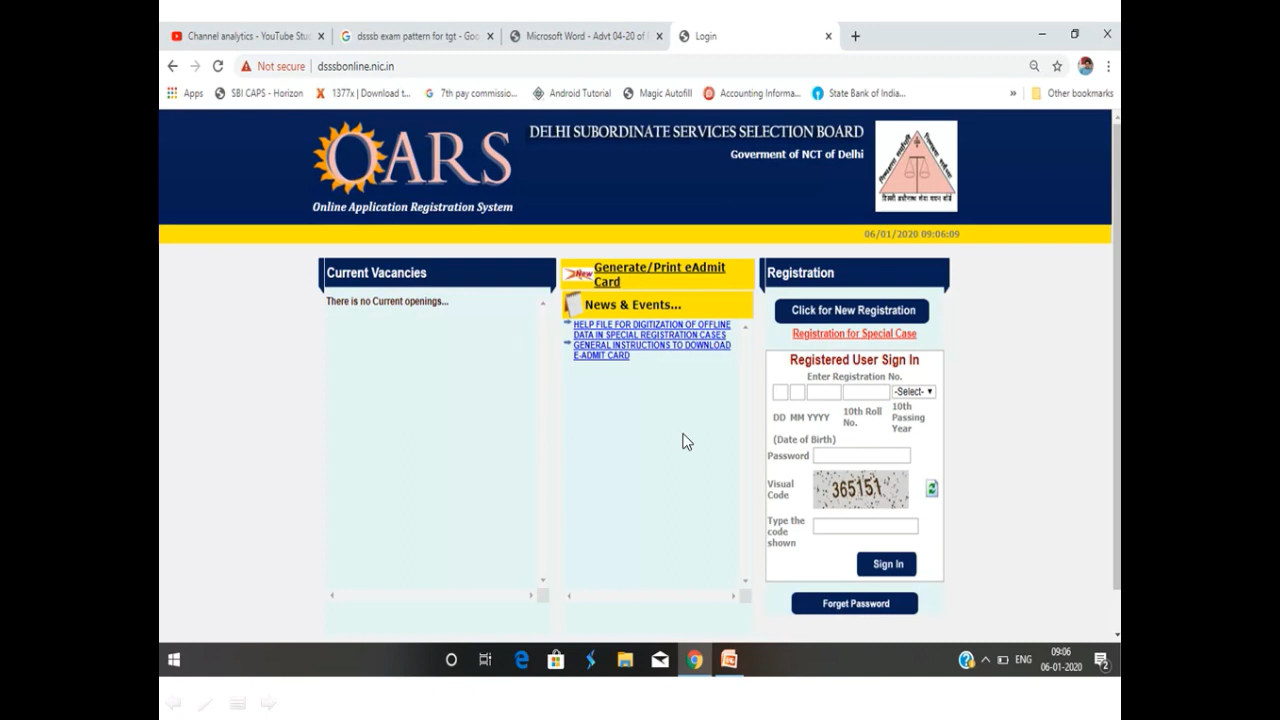 Channel analytics - YouTube Stu
dsssb exam pattern for tgt - Goo
Microsoft Word - Advt 04-20 of
Login
Not secure
dsssbonline.nic.in
Apps
SBI CAPS - Horizon
1377x | Download t...
7th pay commissio...
Android Tutorial
Magic Autofill
Accounting Informa...
State Bank of India...
»
Other bookmarks
OARS
Online Application Registration System
DELHI SUBORDINATE SERVICES SELECTION BOARD
Goverment of NCT of Delhi
06/01/2020 09:06:09
Current Vacancies
There is no Current openings...
New
Generate/Print eAdmit
Card
News & Events...
HELP FILE FOR DIGITIZATION OF OFFLINE
DATA IN SPECIAL REGISTRATION CASES
GENERAL INSTRUCTIONS TO DOWNLOAD
E-ADMIT CARD
Registration
Click for New Registration
Registration for Special Case
Registered User Sign In
Enter Registration No.
-Select-
DD MM YYYY
10th Roll
No.
10th
Passing
Year
(Date of Birth)
Password
Visual
Code
365151
Type the
code
shown
Sign In
Forget Password
ENG
09:06
06-01-2020
2